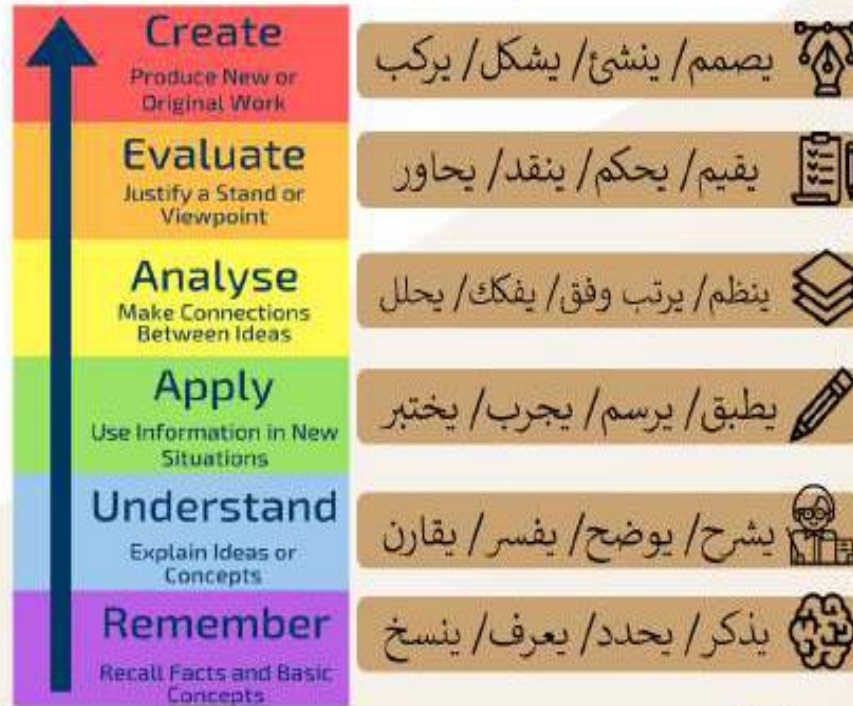 Create
Produce New or
Original Work
يصمم/ ينشئ/ يشكل/ يركب
Evaluate
Justify a Stand or
Viewpoint
يقيم/ يحكم/ ينقد/ يحاور
Analyse
Make Connections
Between Ideas
ينظم/ يرتب وفق/ يفكك/ يحلل
Apply
Use Information in New
Situations
يطبق/ يرسم/ يجرب/ يختبر
Understand
Explain Ideas or
Concepts
يشرح/ يوضح/ يفسر/ يقارن
Remember
Recall Facts and Basic
Concepts
يذكر/ يحدد/ يعرف/ ينسخ